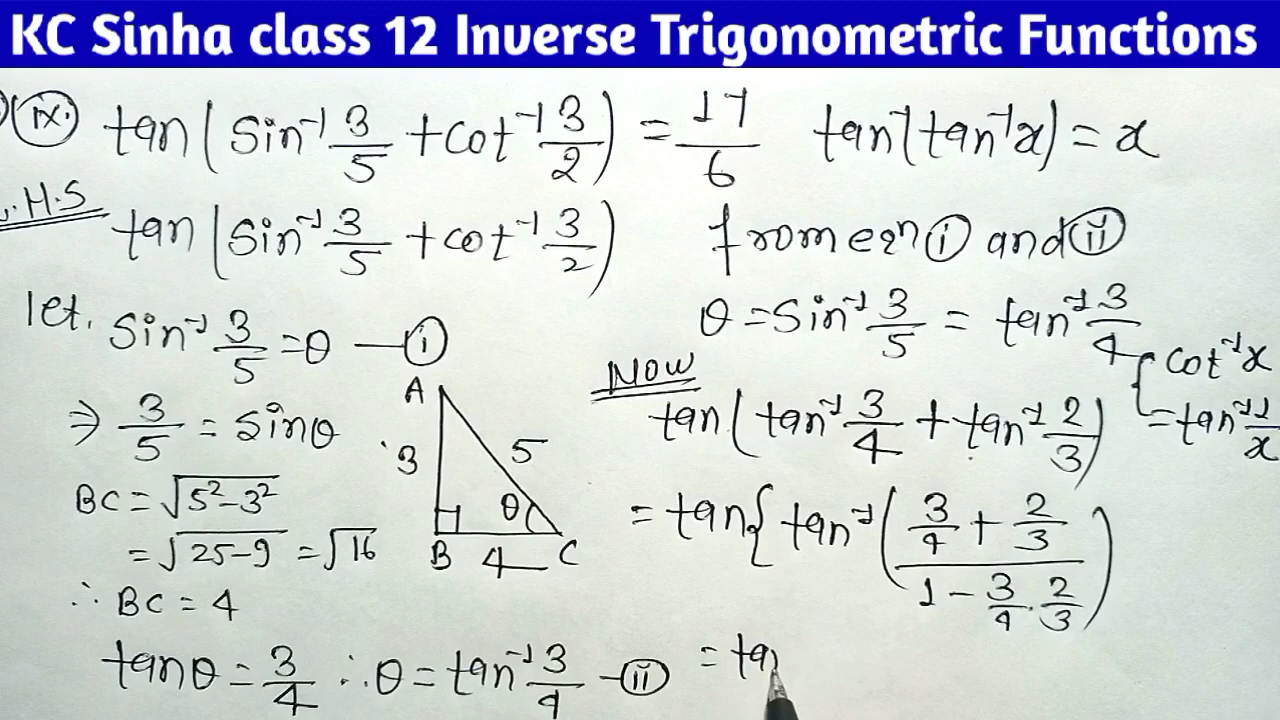 KC Sinha class 12 Inverse Trigonometric Functions
(ix). tan(Sin⁻¹ 3/5 + cot⁻¹ 3/2) = 17/6
L.H.S
tan(Sin⁻¹ 3/5 + cot⁻¹ 3/2)
let. Sin⁻¹ 3/5 = θ — (i)
⇒ 3/5 = Sinθ
BC = √5²-3²
= √25-9 = √16
∴ BC = 4
A
3 5
θ
B 4 C
tanθ = 3/4 ∴ θ = tan⁻¹ 3/4 — (ii)
tan⁻(tan⁻¹x) = x
from eqn (i) and (ii)
θ = Sin⁻¹ 3/5 = tan⁻¹ 3/4
{cot⁻¹x
= tan⁻¹ 1/x
Now
tan(tan⁻¹ 3/4 + tan⁻¹ 2/3)
= tan{tan⁻¹((3/4 + 2/3)/(1 - 3/4 . 2/3))
= tan